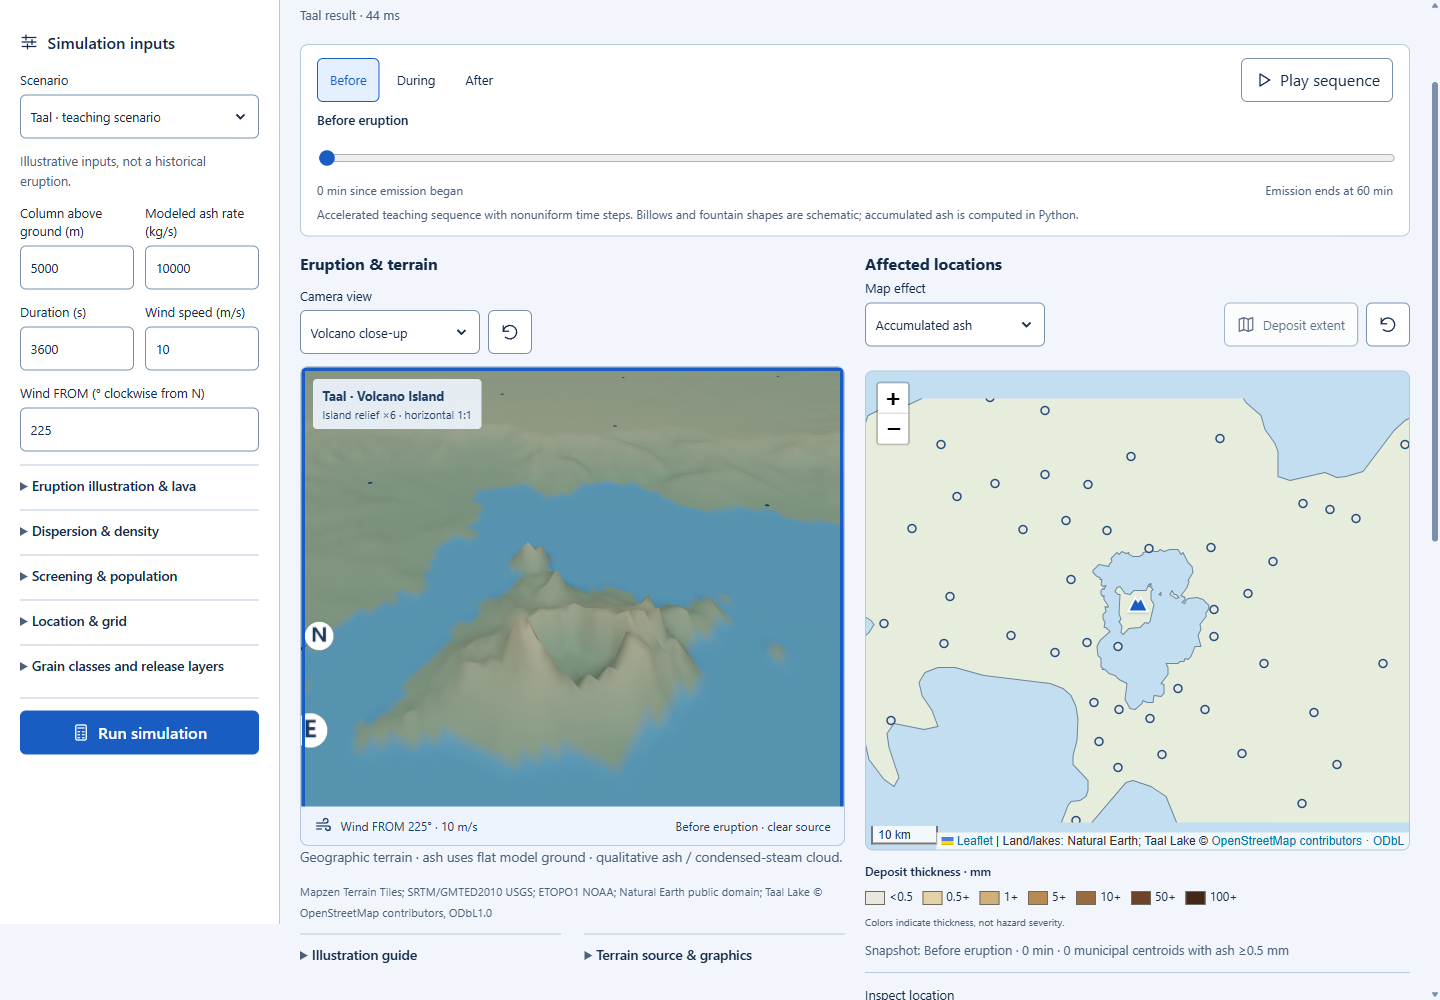 Simulation inputs
Scenario
Taal · teaching scenario
Illustrative inputs, not a historical
eruption.
Column above
ground (m)
Modeled ash rate
(kg/s)
5000
10000
Duration (s)
Wind speed (m/s)
3600
10
Wind FROM (° clockwise from N)
225
Eruption illustration & lava
Dispersion & density
Screening & population
Location & grid
Grain classes and release layers
Run simulation
Taal result · 44 ms
Before
During
After
Play sequence
Before eruption
0 min since emission began
Emission ends at 60 min
Accelerated teaching sequence with nonuniform time steps. Billows and fountain shapes are schematic; accumulated ash is computed in Python.
Eruption & terrain
Camera view
Volcano close-up
Taal · Volcano Island
Island relief ×6 · horizontal 1:1
N
E
Wind FROM 225° · 10 m/s
Before eruption · clear source
Geographic terrain · ash uses flat model ground · qualitative ash / condensed-steam cloud.
Mapzen Terrain Tiles; SRTM/GMTED2010 USGS; ETOPO1 NOAA; Natural Earth public domain; Taal Lake ©
OpenStreetMap contributors, ODbL1.0
Illustration guide
Terrain source & graphics
Affected locations
Map effect
Accumulated ash
Deposit extent
+
−
10 km
Leaflet | Land/lakes: Natural Earth; Taal Lake © OpenStreetMap contributors · ODbL
Deposit thickness · mm
<0.5
0.5+
1+
5+
10+
50+
100+
Colors indicate thickness, not hazard severity.
Snapshot: Before eruption · 0 min · 0 municipal centroids with ash ≥0.5 mm
Inspect location